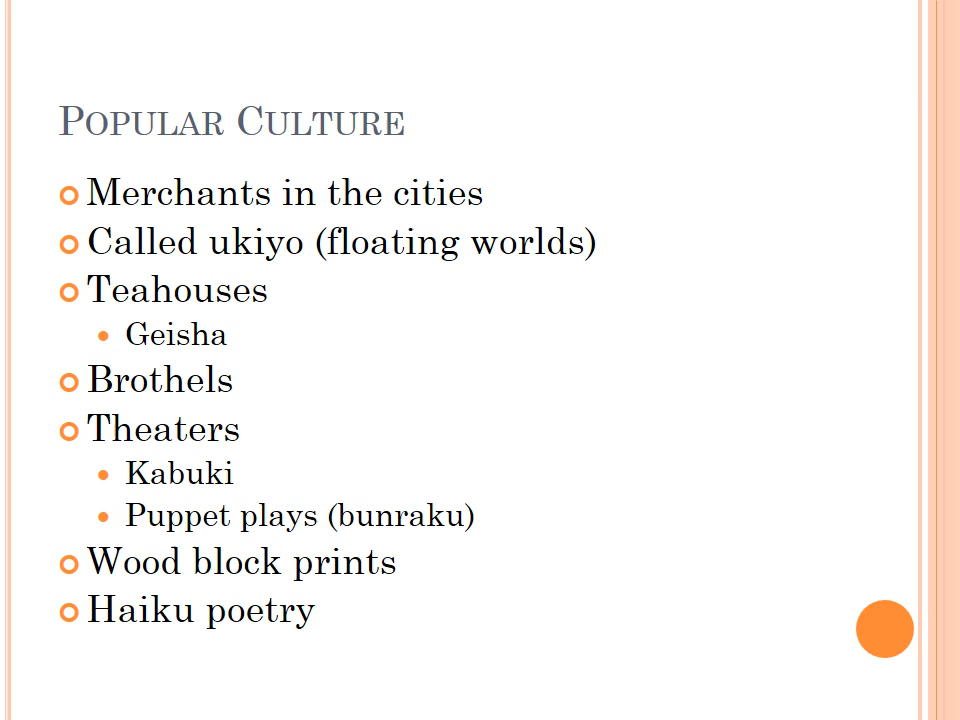 Popular Culture
Merchants in the cities
Called ukiyo (floating worlds)
Teahouses
Geisha
Brothels
Theaters
Kabuki
Puppet plays (bunraku)
Wood block prints
Haiku poetry